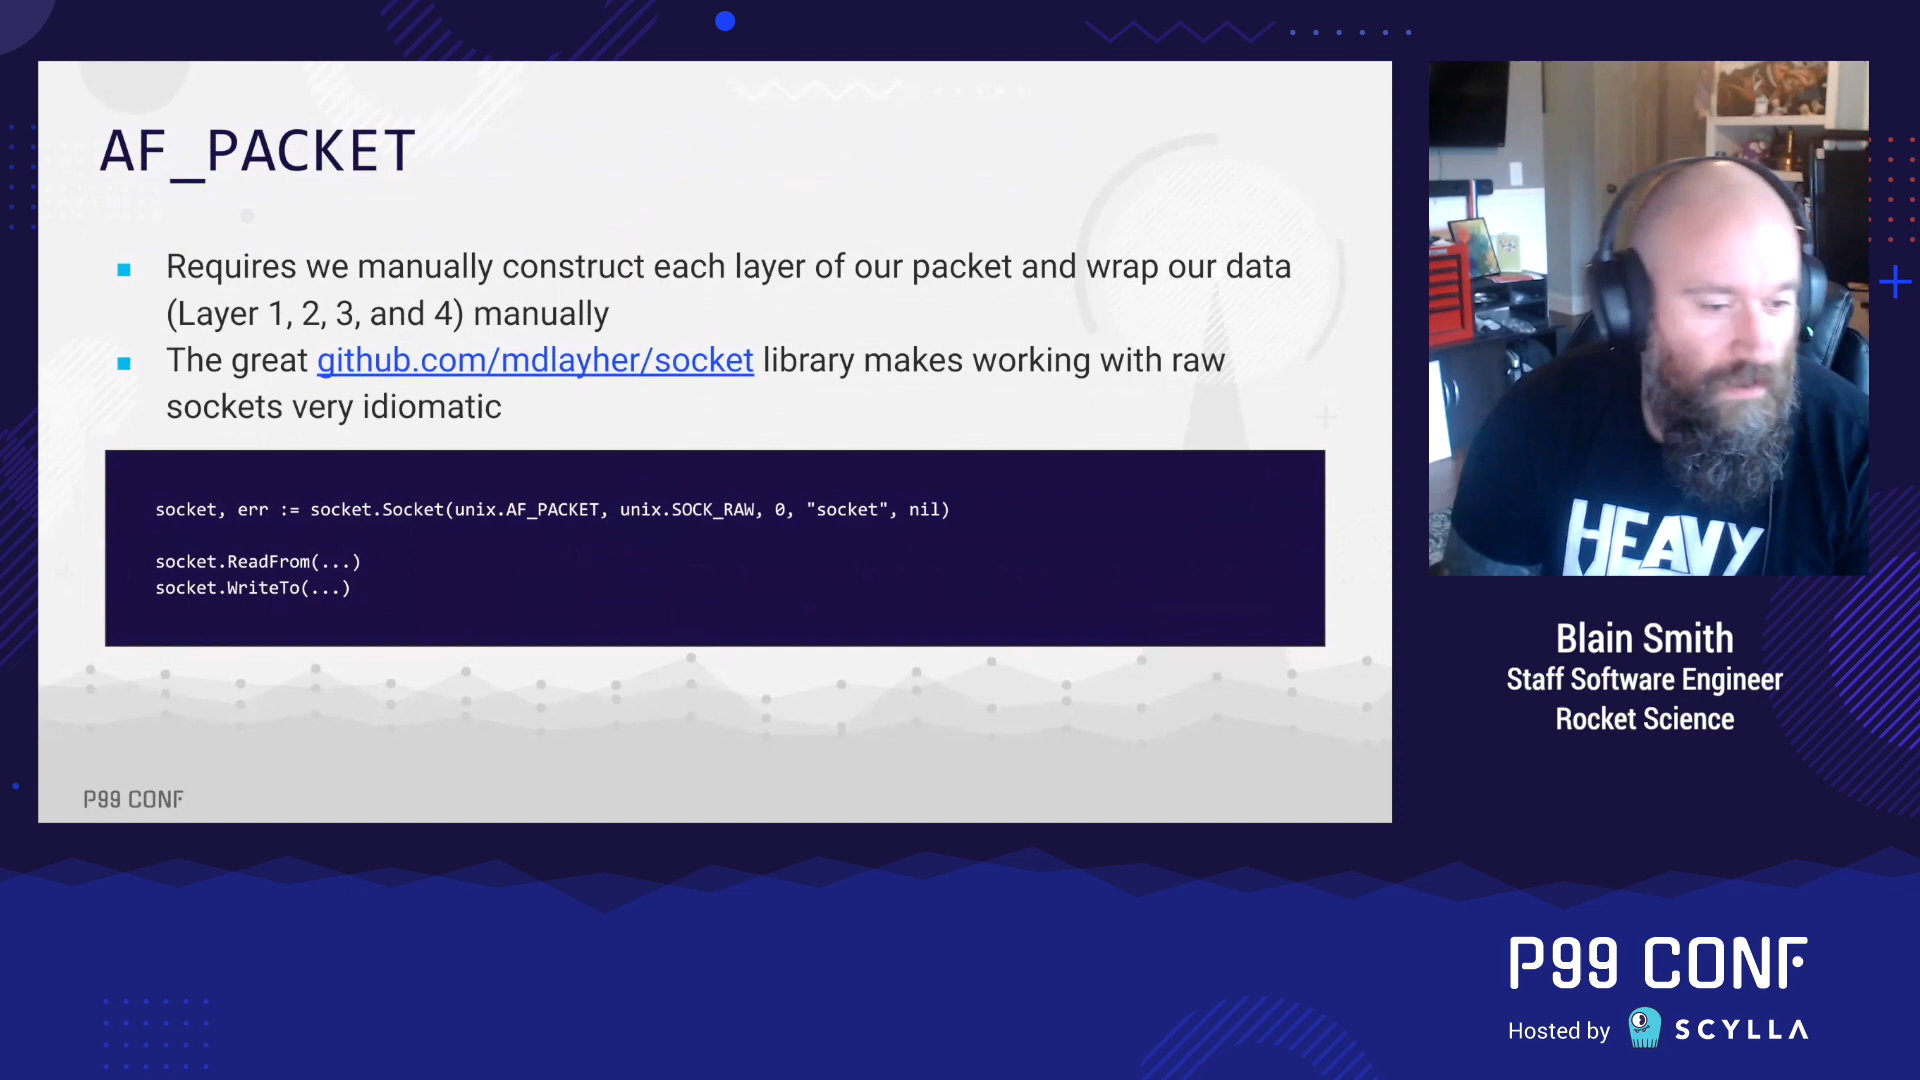 AF_PACKET
Requires we manually construct each layer of our packet and wrap our data
(Layer 1, 2, 3, and 4) manually
The great github.com/mdlayher/socket library makes working with raw
sockets very idiomatic
socket, err := socket.Socket(unix.AF_PACKET, unix.SOCK_RAW, 0, "socket", nil)
socket.ReadFrom(...)
socket.WriteTo(...)
P99 CONF
HEAVY
Blain Smith
Staff Software Engineer
Rocket Science
P99 CONF
Hosted by SCYLLA